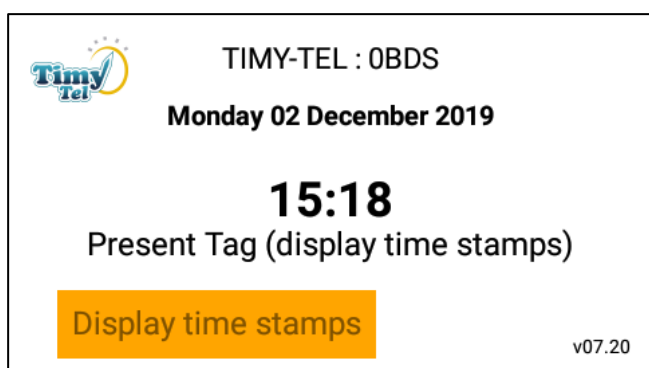 Timy
Tel
TIMY-TEL : 0BDS
Monday 02 December 2019
15:18
Present Tag (display time stamps)
Display time stamps
v07.20